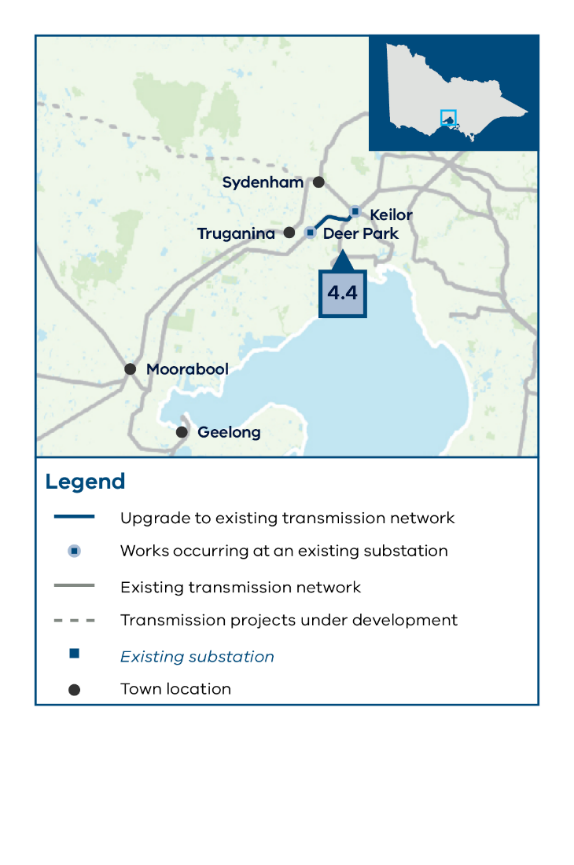 Sydenham
Keilor
Truganina
Deer Park
4.4
Moorabool
Geelong
Legend
Upgrade to existing transmission network
Works occurring at an existing substation
Existing transmission network
Transmission projects under development
Existing substation
Town location